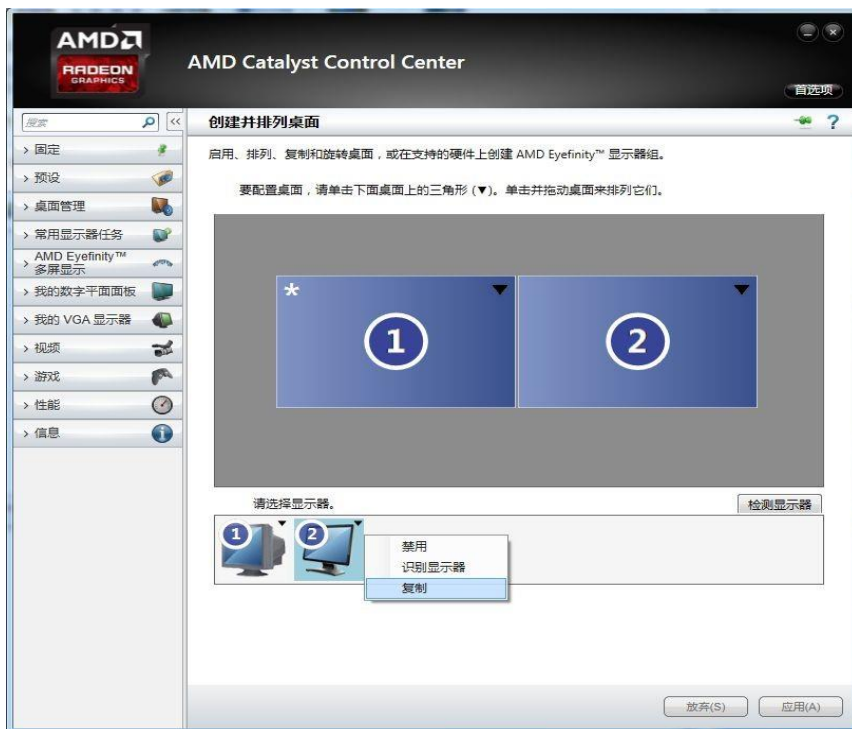 AMD
RADEON
GRAPHICS
AMD Catalyst Control Center
首选项
搜索
<<
创建并排列桌面
?
> 固定
> 预设
> 桌面管理
> 常用显示器任务
> AMD Eyefinity™
多屏显示
> 我的数字平面面板
> 我的 VGA 显示器
> 视频
> 游戏
> 性能
> 信息
启用、排列、复制和旋转桌面，或在支持的硬件上创建 AMD Eyefinity™ 显示器组。
要配置桌面，请单击下面桌面上的三角形 (▼)。单击并拖动桌面来排列它们。
* 1
2
请选择显示器。
检测显示器
1
2
禁用
识别显示器
复制
放弃(S)
应用(A)